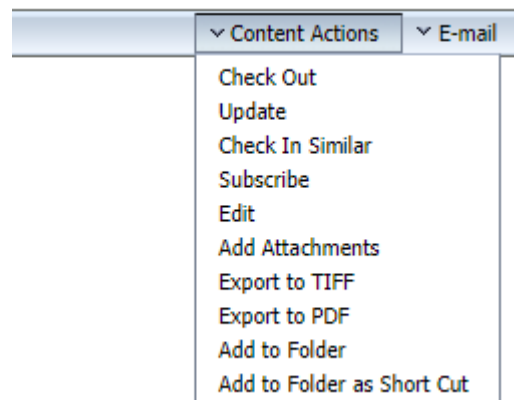 Content Actions E-mail
Check Out
Update
Check In Similar
Subscribe
Edit
Add Attachments
Export to TIFF
Export to PDF
Add to Folder
Add to Folder as Short Cut